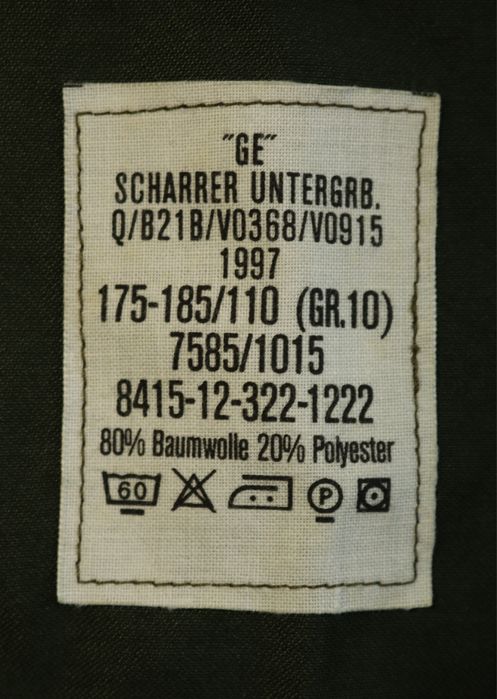 "GE"
SCHARRER UNTERGRB.
Q/B21B/V0368/V0915
1997
175-185/110 (GR.10)
7585/1015
8415-12-322-1222
80% Baumwolle 20% Polyester
60 P